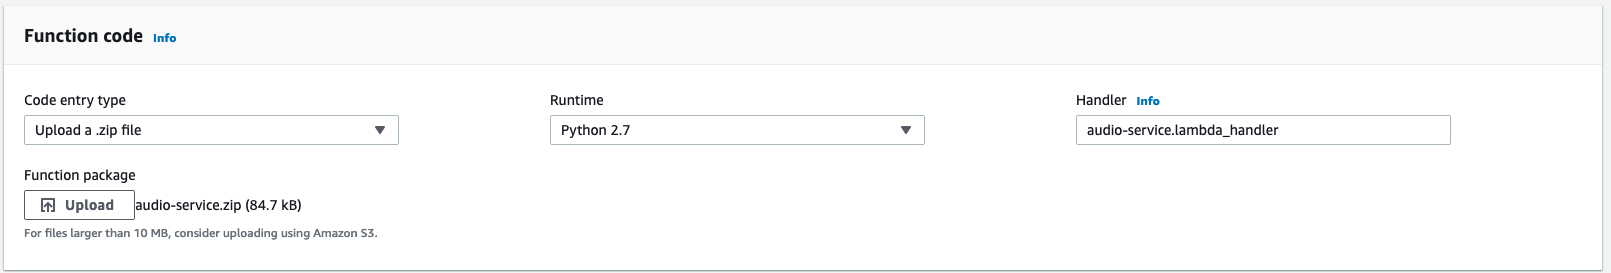 Function code Info
Code entry type
Upload a .zip file
Runtime
Python 2.7
Handler Info
audio-service.lambda_handler
Function package
Upload audio-service.zip (84.7 kB)
For files larger than 10 MB, consider uploading using Amazon S3.